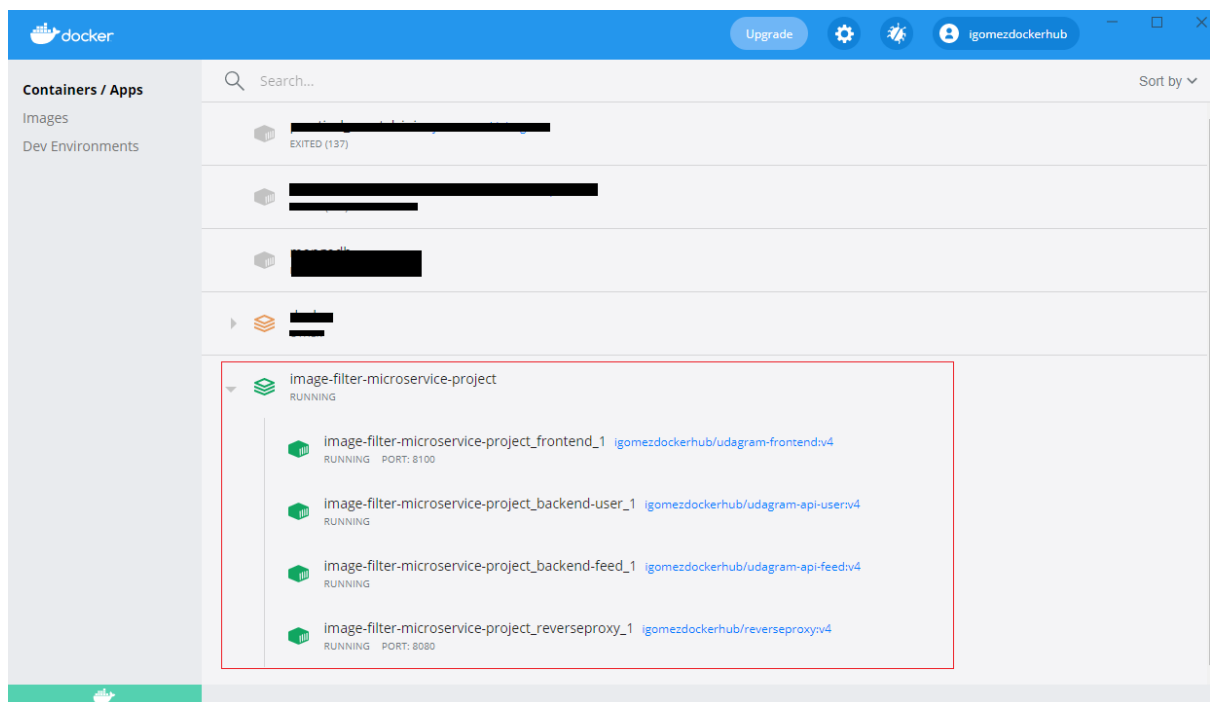 docker
Upgrade
igomezdockerhub
Containers / Apps
Images
Dev Environments
Search...
Sort by
EXITED (137)
image-filter-microservice-project
RUNNING
image-filter-microservice-project_frontend_1 igomezdockerhub/udagram-frontend:v4
RUNNING PORT: 8100
image-filter-microservice-project_backend-user_1 igomezdockerhub/udagram-api-user:v4
RUNNING
image-filter-microservice-project_backend-feed_1 igomezdockerhub/udagram-api-feed:v4
RUNNING
image-filter-microservice-project_reverseproxy_1 igomezdockerhub/reverseproxy:v4
RUNNING PORT: 8080